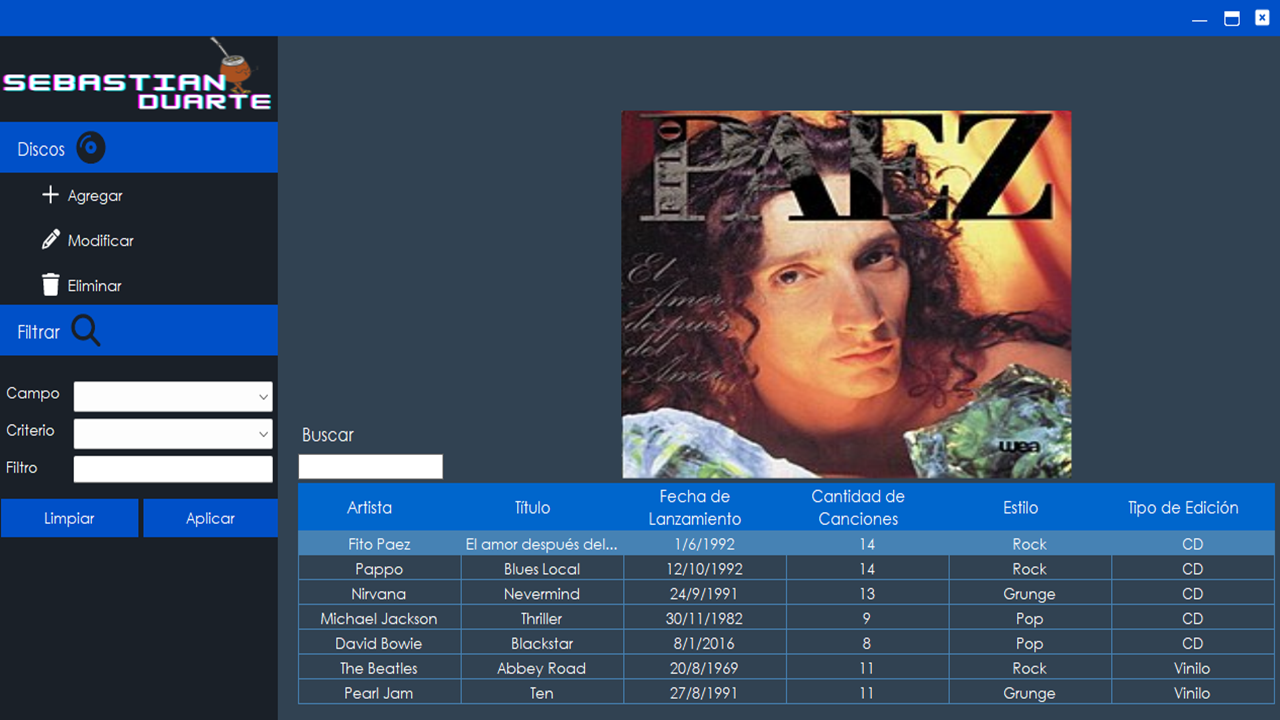 SEBASTIAN
DUARTE
Discos
Agregar
Modificar
Eliminar
Filtrar
Campo
Criterio
Filtro
Limpiar Aplicar
FITO
PAEZ
El
Amor
después
del
Amor
wea
Buscar
Artista Título Fecha de Lanzamiento Cantidad de Canciones Estilo Tipo de Edición
Fito Paez El amor después del... 1/6/1992 14 Rock CD
Pappo Blues Local 12/10/1992 14 Rock CD
Nirvana Nevermind 24/9/1991 13 Grunge CD
Michael Jackson Thriller 30/11/1982 9 Pop CD
David Bowie Blackstar 8/1/2016 8 Pop CD
The Beatles Abbey Road 20/8/1969 11 Rock Vinilo
Pearl Jam Ten 27/8/1991 11 Grunge Vinilo